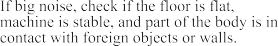 If big noise, check if the floor is flat,
machine is stable, and part of the body is in
contact with foreign objects or walls.